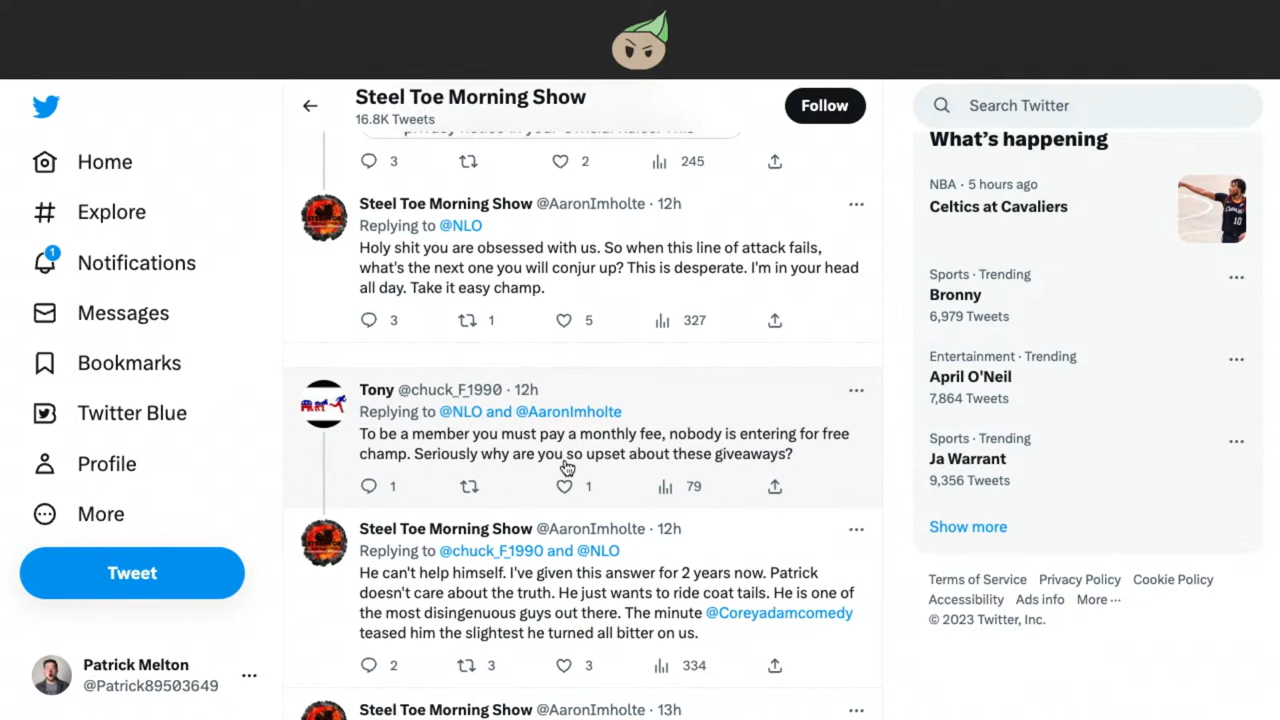 Steel Toe Morning Show
16.8K Tweets
Follow
Search Twitter
Home
Explore
1
Notifications
Messages
Bookmarks
Twitter Blue
Profile
More
Tweet
Patrick Melton
@Patrick89503649
privacy notice in your Official Rules. This
3
2
245
Steel Toe Morning Show @AaronImholte · 12h
Replying to @NLO
Holy shit you are obsessed with us. So when this line of attack fails,
what's the next one you will conjur up? This is desperate. I'm in your head
all day. Take it easy champ.
3
1
5
327
Tony @chuck_F1990 · 12h
Replying to @NLO and @AaronImholte
To be a member you must pay a monthly fee, nobody is entering for free
champ. Seriously why are you so upset about these giveaways?
1
1
79
Steel Toe Morning Show @AaronImholte · 12h
Replying to @chuck_F1990 and @NLO
He can't help himself. I've given this answer for 2 years now. Patrick
doesn't care about the truth. He just wants to ride coat tails. He is one of
the most disingenuous guys out there. The minute @Coreyadamcomedy
teased him the slightest he turned all bitter on us.
2
3
3
334
Steel Toe Morning Show @AaronImholte · 13h
What's happening
NBA · 5 hours ago
Celtics at Cavaliers
Sports · Trending
Bronny
6,979 Tweets
Entertainment · Trending
April O'Neil
7,864 Tweets
Sports · Trending
Ja Warrant
9,356 Tweets
Show more
Terms of Service Privacy Policy Cookie Policy
Accessibility Ads info More ···
© 2023 Twitter, Inc.